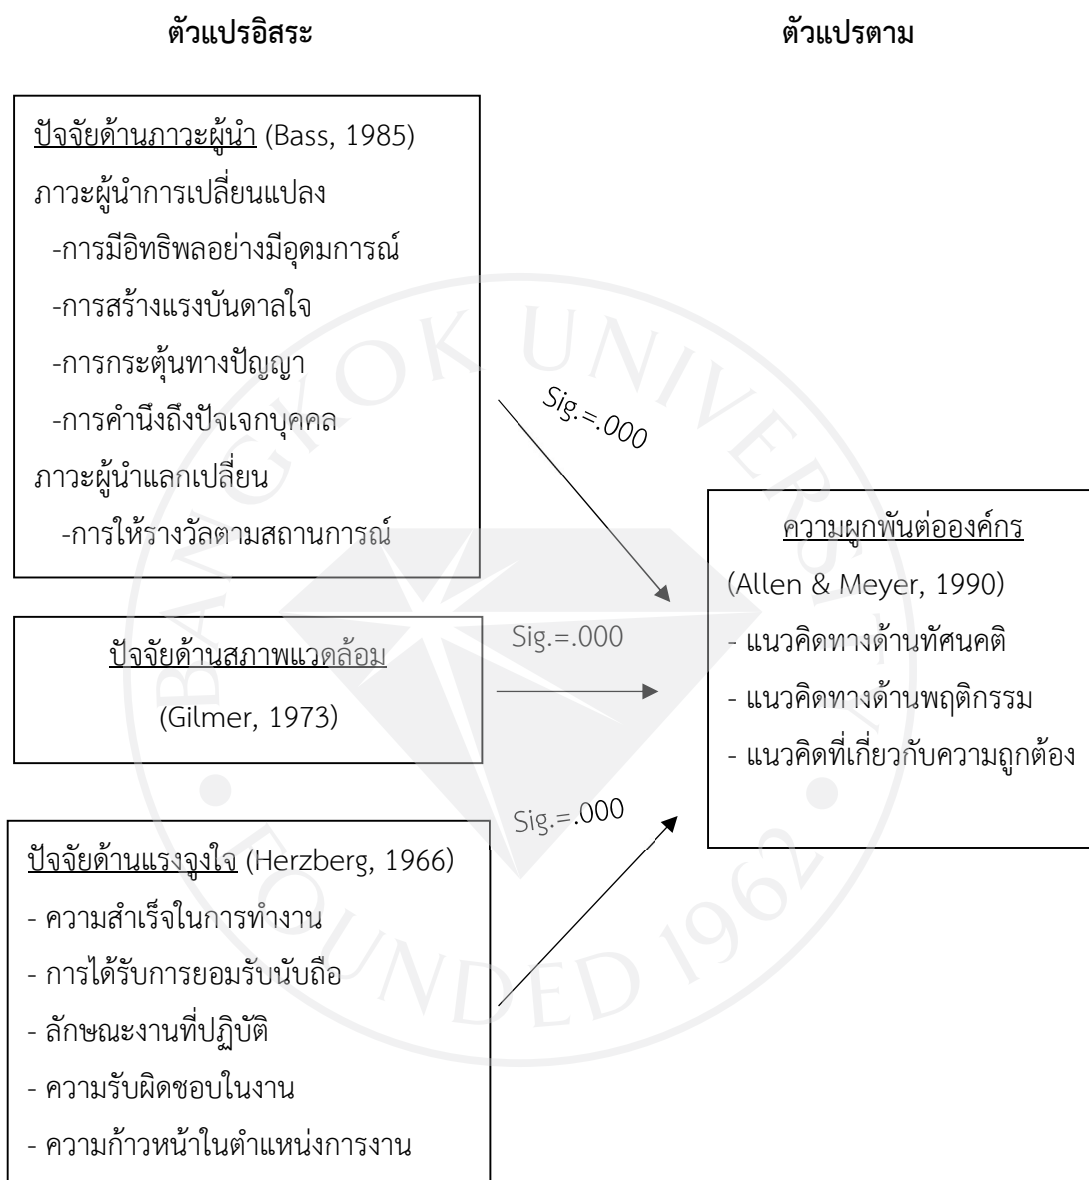 ตัวแปรอิสระ
ตัวแปรตาม
ปัจจัยด้านภาวะผู้นำ (Bass, 1985)
ภาวะผู้นำการเปลี่ยนแปลง
-การมีอิทธิพลอย่างมีอุดมการณ์
-การสร้างแรงบันดาลใจ
-การกระตุ้นทางปัญญา
-การคำนึงถึงปัจเจกบุคคล
ภาวะผู้นำแลกเปลี่ยน
-การให้รางวัลตามสถานการณ์
Sig.=.000
ปัจจัยด้านสภาพแวดล้อม
(Gilmer, 1973)
Sig.=.000
ปัจจัยด้านแรงจูงใจ (Herzberg, 1966)
- ความสำเร็จในการทำงาน
- การได้รับการยอมรับนับถือ
- ลักษณะงานที่ปฏิบัติ
- ความรับผิดชอบในงาน
- ความก้าวหน้าในตำแหน่งการงาน
Sig.=.000
ความผูกพันต่อองค์กร
(Allen & Meyer, 1990)
- แนวคิดทางด้านทัศนคติ
- แนวคิดทางด้านพฤติกรรม
- แนวคิดที่เกี่ยวกับความถูกต้อง
BANGKOK UNIVERSITY
FOUNDED 1962